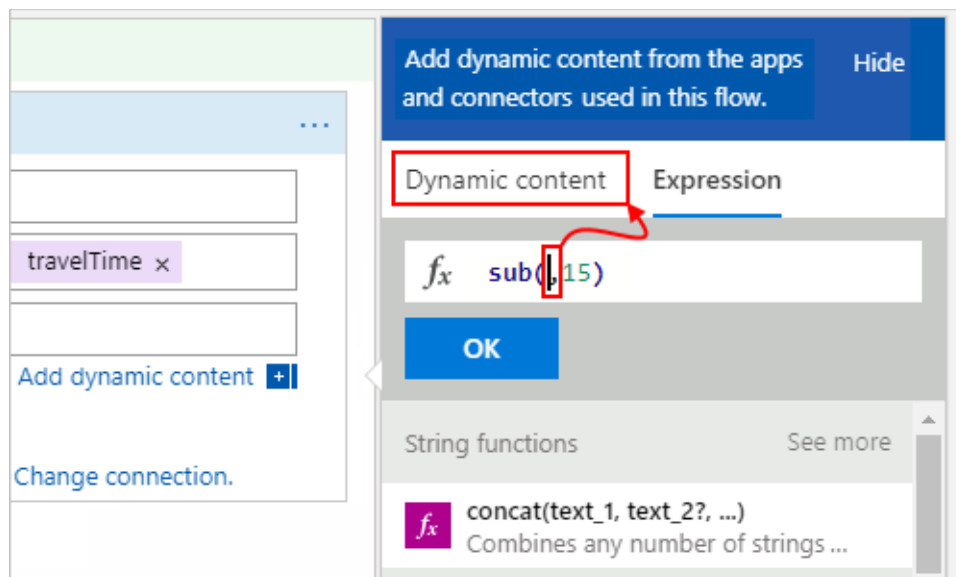 Add dynamic content from the apps
and connectors used in this flow.
Hide
...
Dynamic content
Expression
travelTime ×
fx sub(,15)
OK
Add dynamic content +
String functions
See more
Change connection.
fx concat(text_1, text_2?, ...)
Combines any number of strings ...